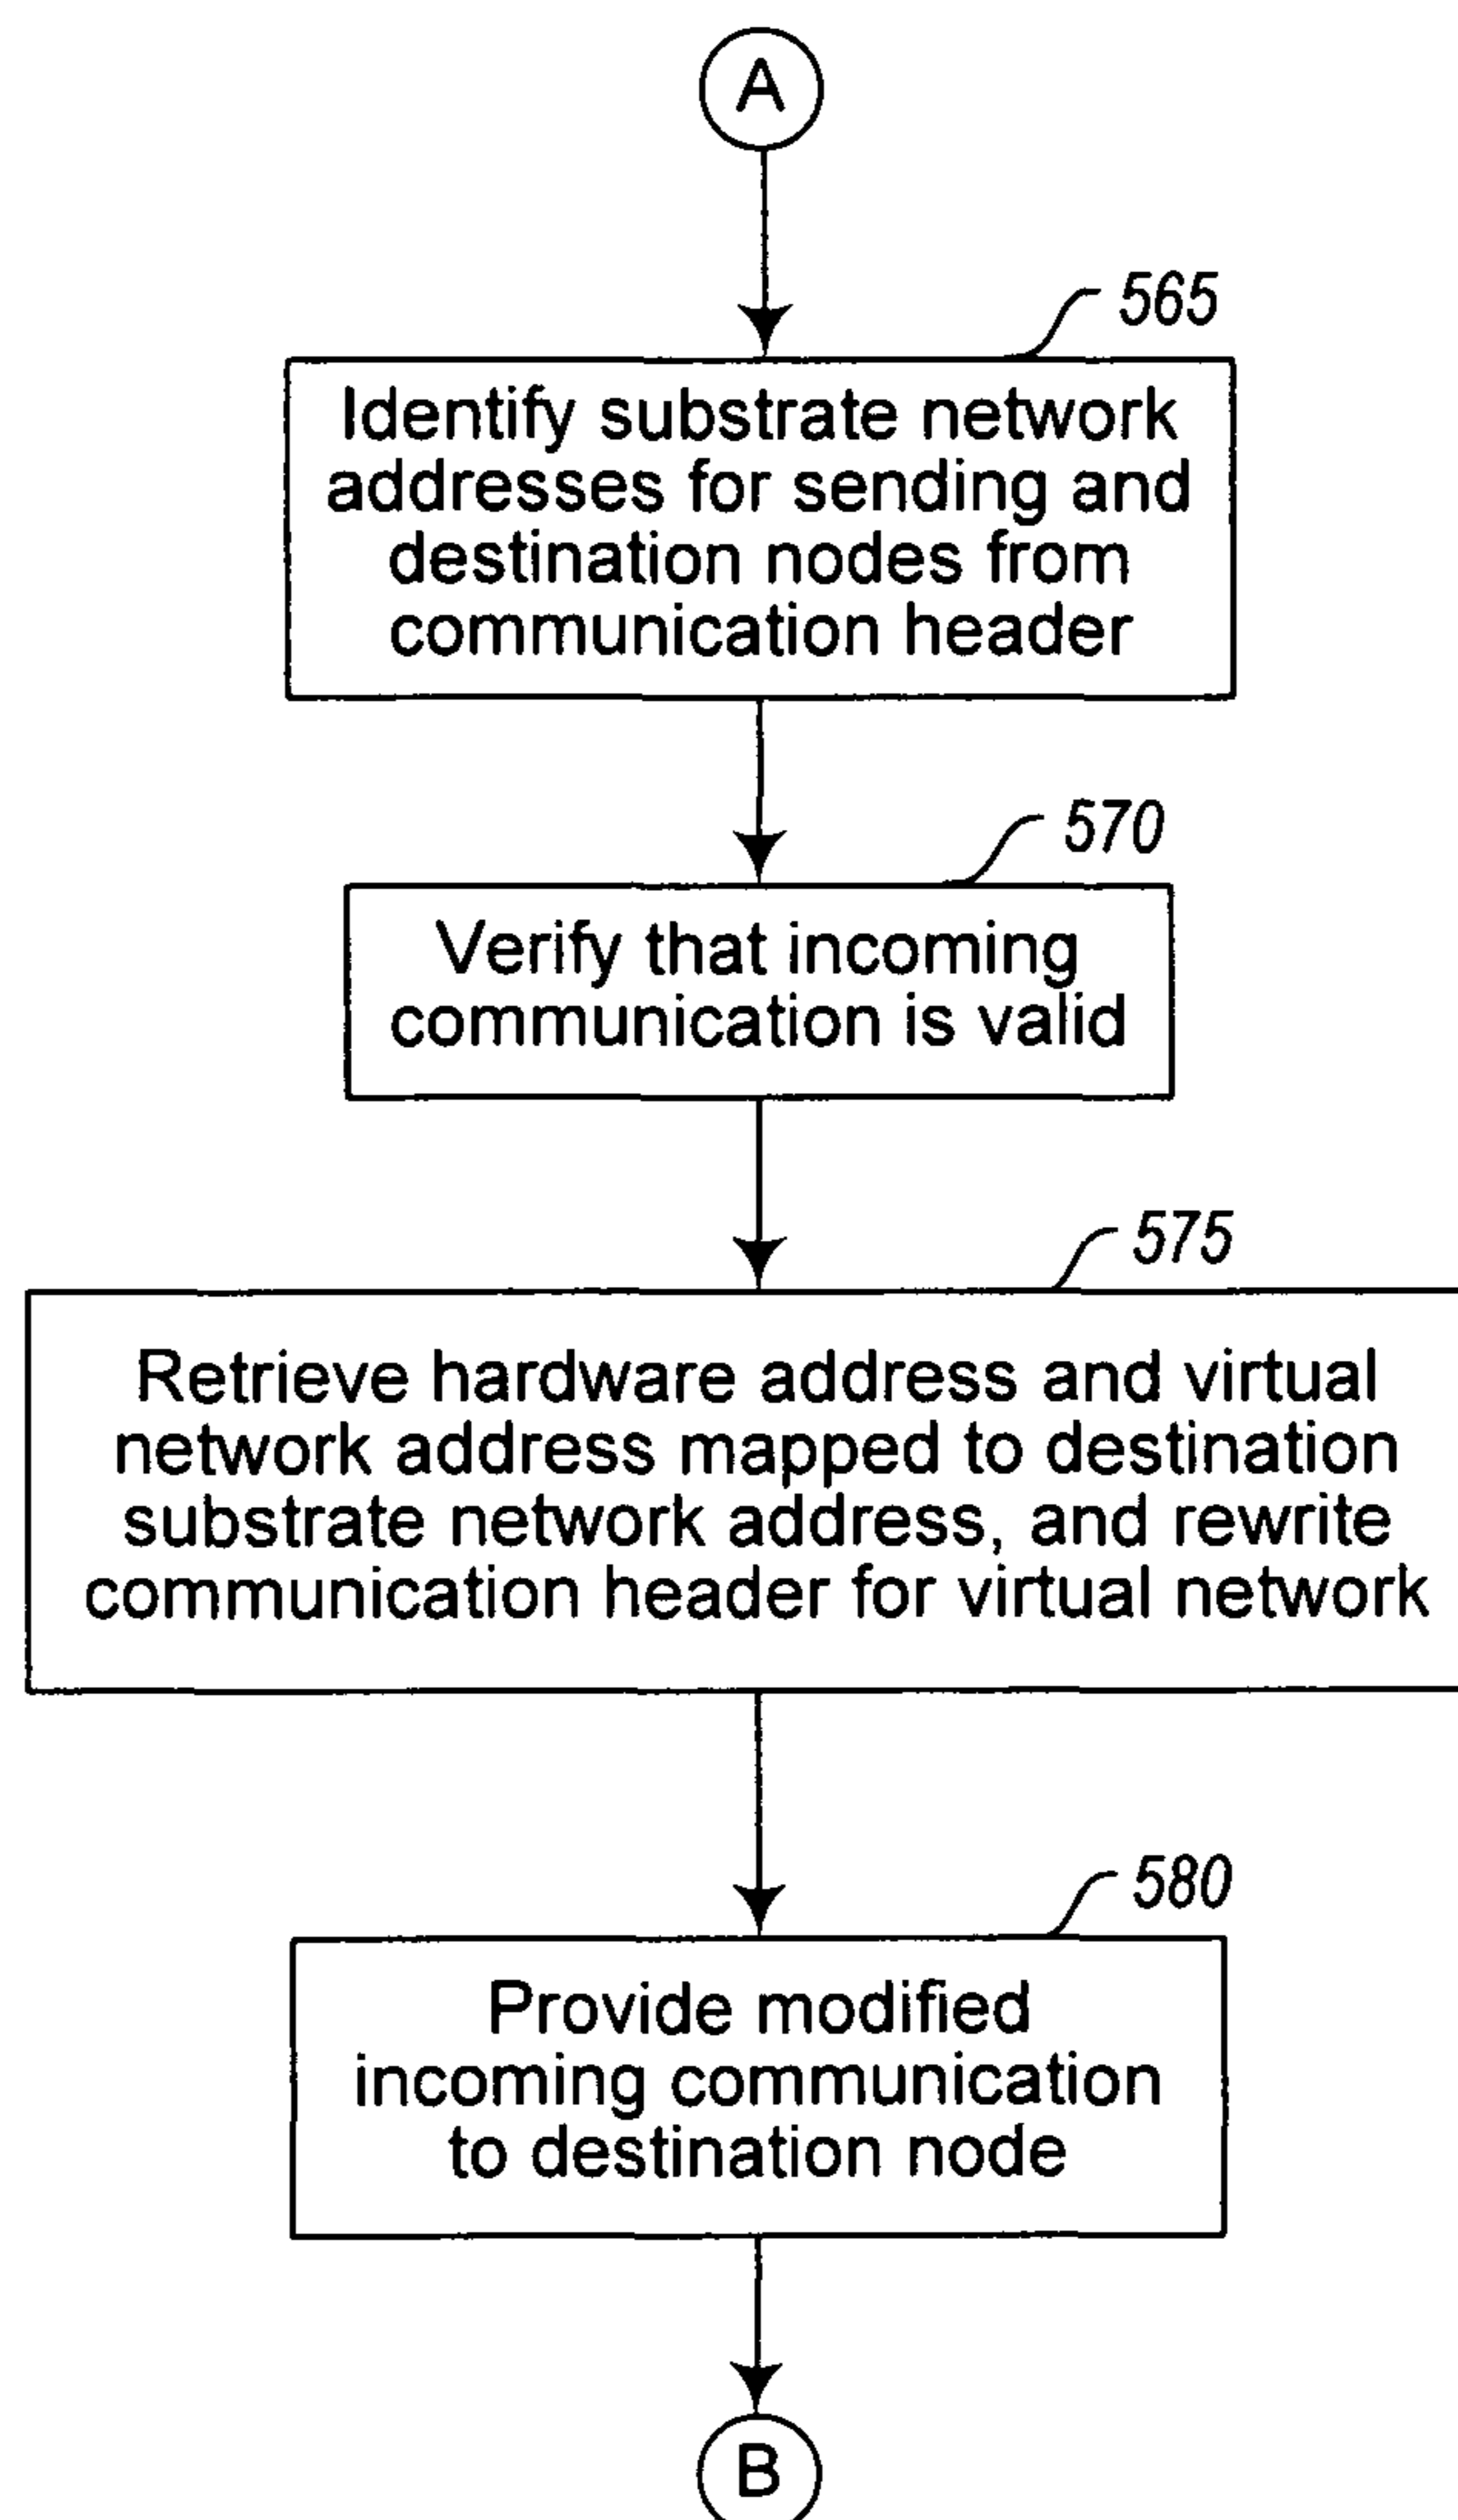 A
565
Identify substrate network
addresses for sending and
destination nodes from
communication header
570
Verify that incoming
communication is valid
575
Retrieve hardware address and virtual
network address mapped to destination
substrate network address, and rewrite
communication header for virtual network
580
Provide modified
incoming communication
to destination node
B